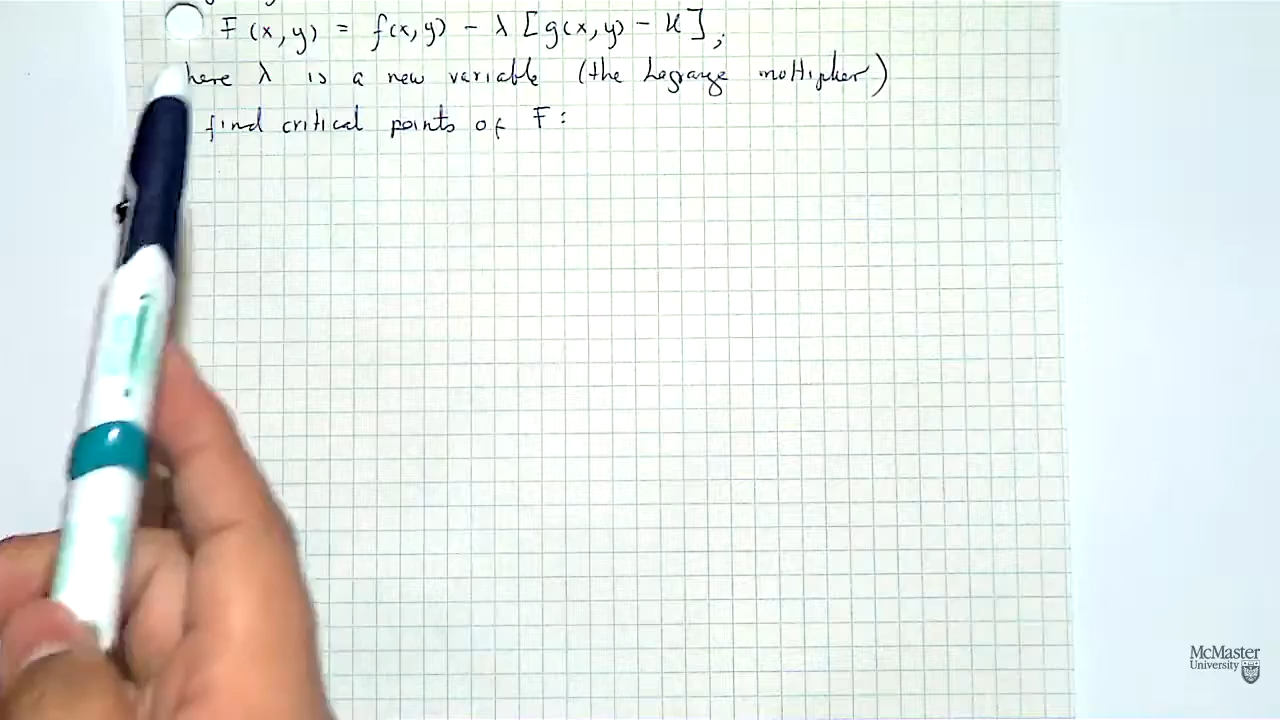 F(x,y) = f(x,y) - λ [g(x,y) - K],
here λ is a new variable (the Lagrange multiplier)
find critical points of F:
McMaster
University